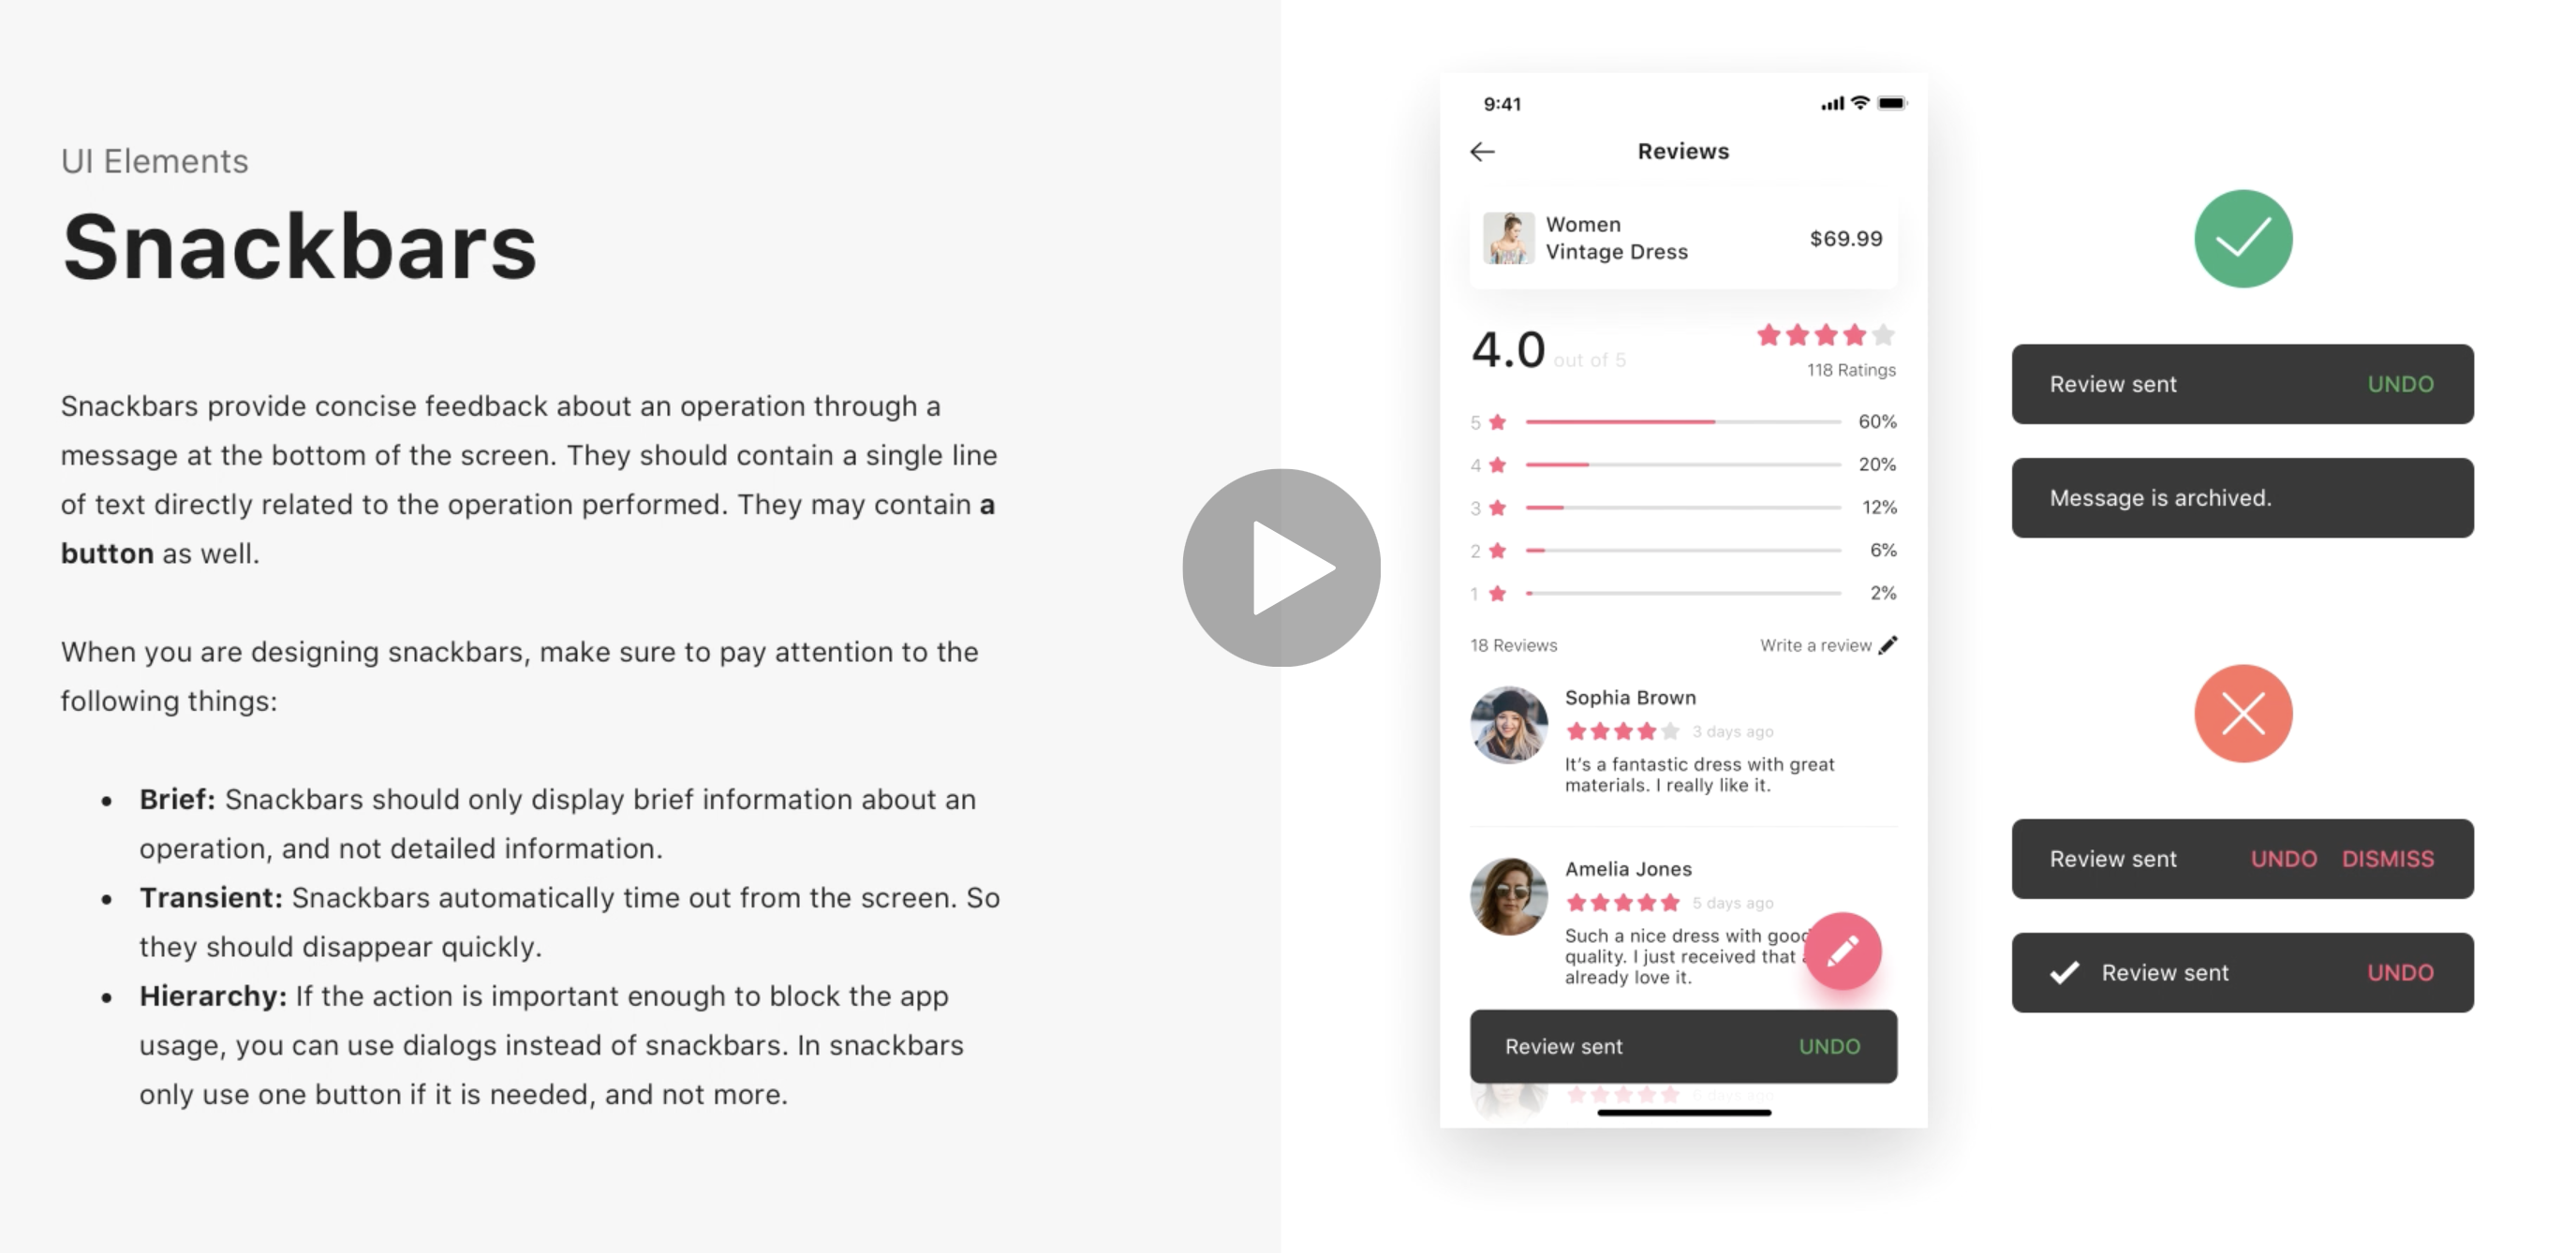 UI Elements
Snackbars
Snackbars provide concise feedback about an operation through a
message at the bottom of the screen. They should contain a single line
of text directly related to the operation performed. They may contain a
button as well.
When you are designing snackbars, make sure to pay attention to the
following things:
• Brief: Snackbars should only display brief information about an
operation, and not detailed information.
• Transient: Snackbars automatically time out from the screen. So
they should disappear quickly.
• Hierarchy: If the action is important enough to block the app
usage, you can use dialogs instead of snackbars. In snackbars
only use one button if it is needed, and not more.
9:41
Reviews
Women
Vintage Dress
$69.99
4.0 out of 5
118 Ratings
5 60%
4 20%
3 12%
2 6%
1 2%
18 Reviews
Write a review
Sophia Brown
3 days ago
It's a fantastic dress with great
materials. I really like it.
Amelia Jones
5 days ago
Such a nice dress with good
quality. I just received that
already love it.
Review sent UNDO
6 days ago
Review sent UNDO
Message is archived.
Review sent UNDO DISMISS
Review sent UNDO